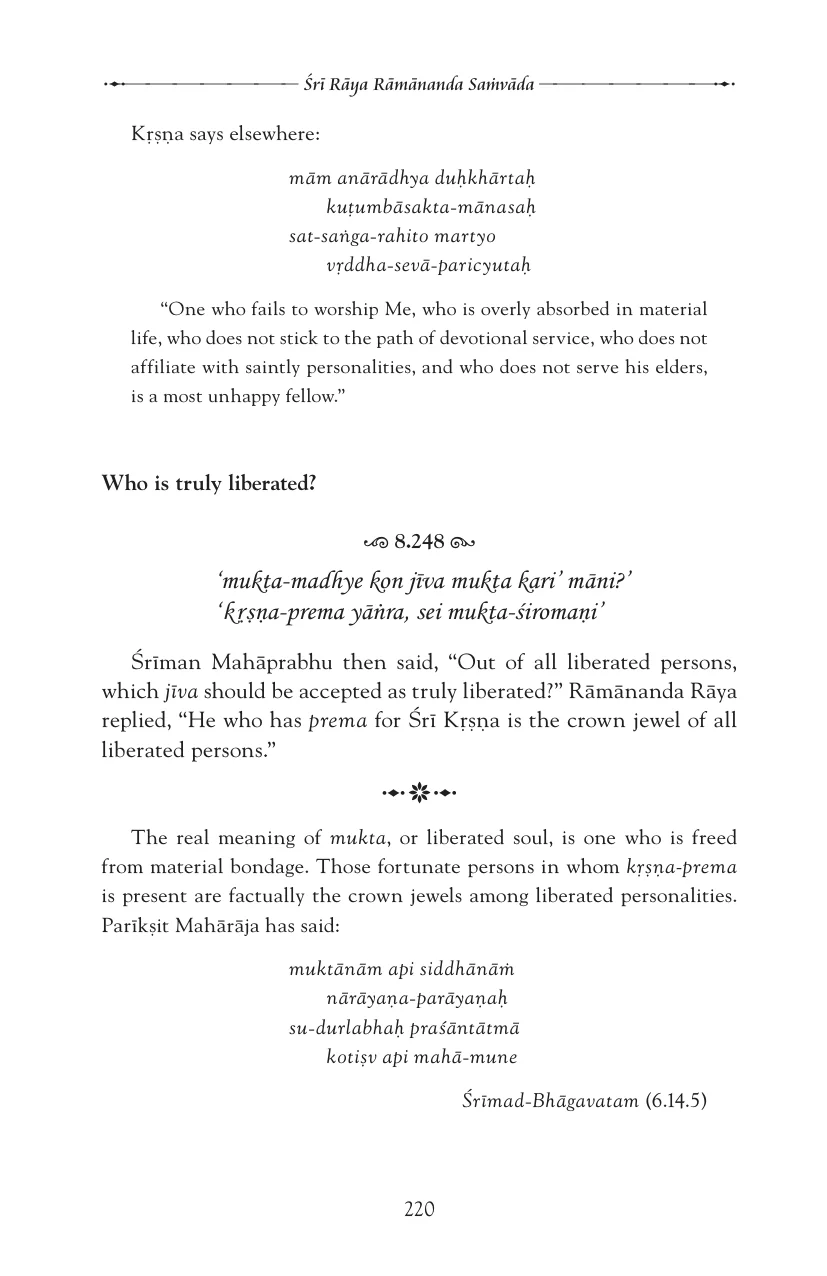 Śrī Rāya Rāmānanda Saṁvāda
Kṛṣṇa says elsewhere:
mām anārādhya duḥkhārtaḥ
kuṭumbāsakta-mānasaḥ
sat-saṅga-rahito martyo
vṛddha-sevā-paricyutaḥ
“One who fails to worship Me, who is overly absorbed in material
life, who does not stick to the path of devotional service, who does not
affiliate with saintly personalities, and who does not serve his elders,
is a most unhappy fellow.”
Who is truly liberated?
8.248
‘mukta-madhye kon jīva mukta kari’ māni?’
‘kṛṣṇa-prema yāṅra, sei mukta-śiromaṇi’
Śrīman Mahāprabhu then said, “Out of all liberated persons,
which jīva should be accepted as truly liberated?” Rāmānanda Rāya
replied, “He who has prema for Śrī Kṛṣṇa is the crown jewel of all
liberated persons.”
The real meaning of mukta, or liberated soul, is one who is freed
from material bondage. Those fortunate persons in whom kṛṣṇa-prema
is present are factually the crown jewels among liberated personalities.
Parīkṣit Mahārāja has said:
muktānām api siddhānāṁ
nārāyaṇa-parāyaṇaḥ
su-durlabhaḥ praśāntātmā
kotiṣv api mahā-mune
Śrīmad-Bhāgavatam (6.14.5)
220